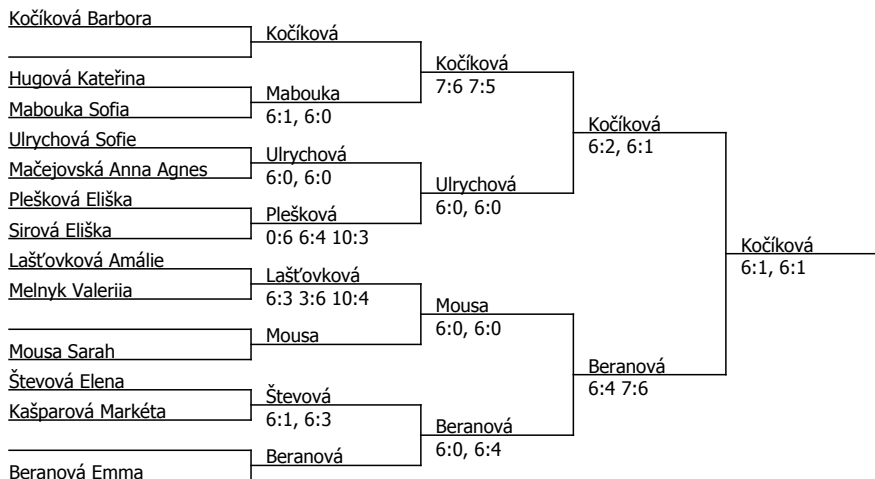 Kočíková Barbora
Kočíková
Kočíková
7:6 7:5
Hugová Kateřina
Mabouka
6:1, 6:0
Mabouka Sofia
Kočíková
6:2, 6:1
Ulrychová Sofie
Ulrychová
6:0, 6:0
Mačejovská Anna Agnes
Ulrychová
6:0, 6:0
Plešková Eliška
Plešková
0:6 6:4 10:3
Sirová Eliška
Kočíková
6:1, 6:1
Lašťovková Amálie
Lašťovková
6:3 3:6 10:4
Melnyk Valeriia
Mousa
6:0, 6:0
Mousa
Mousa Sarah
Beranová
6:4 7:6
Števová Elena
Števová
6:1, 6:3
Kašparová Markéta
Beranová
6:0, 6:4
Beranová
Beranová Emma